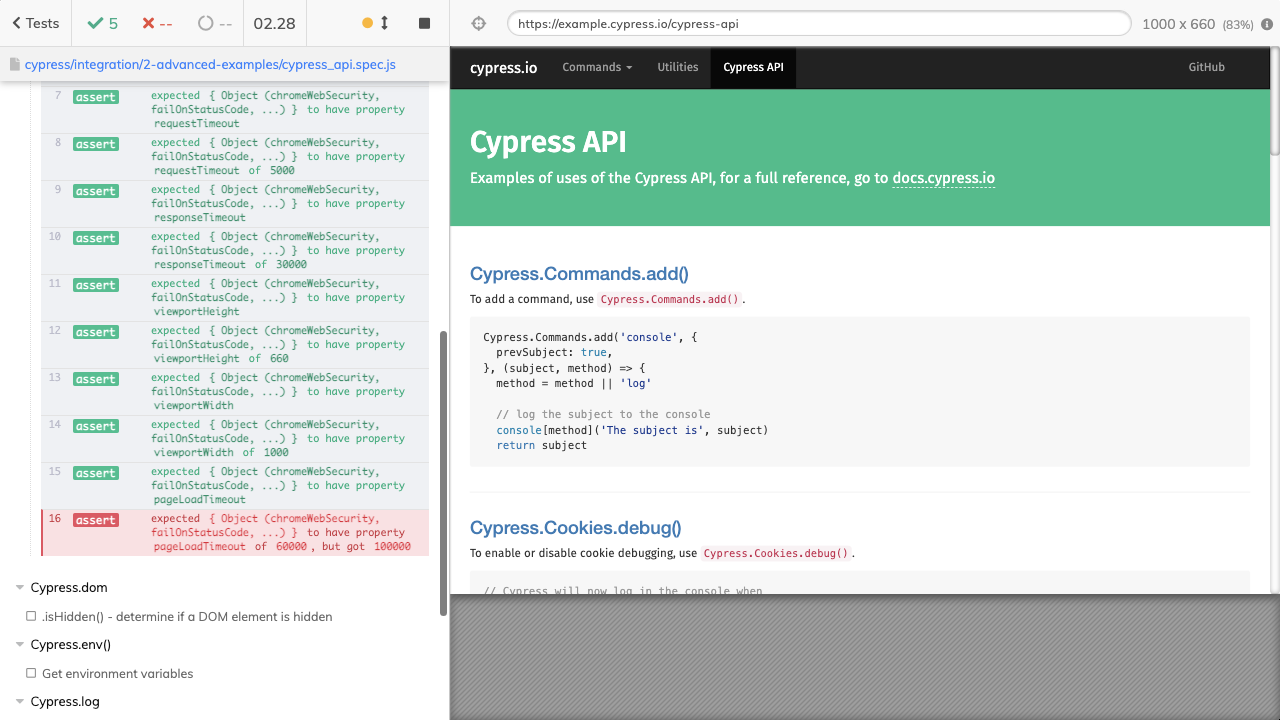 Tests
5
--
--
02.28
https://example.cypress.io/cypress-api
1000 x 660 (83%)
cypress/integration/2-advanced-examples/cypress_api.spec.js
7 assert expected { Object (chromeWebSecurity,
failOnStatusCode, ...) } to have property
requestTimeout
8 assert expected { Object (chromeWebSecurity,
failOnStatusCode, ...) } to have property
requestTimeout of 5000
9 assert expected { Object (chromeWebSecurity,
failOnStatusCode, ...) } to have property
responseTimeout
10 assert expected { Object (chromeWebSecurity,
failOnStatusCode, ...) } to have property
responseTimeout of 30000
11 assert expected { Object (chromeWebSecurity,
failOnStatusCode, ...) } to have property
viewportHeight
12 assert expected { Object (chromeWebSecurity,
failOnStatusCode, ...) } to have property
viewportHeight of 660
13 assert expected { Object (chromeWebSecurity,
failOnStatusCode, ...) } to have property
viewportWidth
14 assert expected { Object (chromeWebSecurity,
failOnStatusCode, ...) } to have property
viewportWidth of 1000
15 assert expected { Object (chromeWebSecurity,
failOnStatusCode, ...) } to have property
pageLoadTimeout
16 assert expected { Object (chromeWebSecurity,
failOnStatusCode, ...) } to have property
pageLoadTimeout of 60000, but got 100000
Cypress.dom
.isHidden() - determine if a DOM element is hidden
Cypress.env()
Get environment variables
Cypress.log
cypress.io
Commands
Utilities
Cypress API
GitHub
Cypress API
Examples of uses of the Cypress API, for a full reference, go to docs.cypress.io
Cypress.Commands.add()
To add a command, use Cypress.Commands.add().
Cypress.Commands.add('console', {
prevSubject: true,
}, (subject, method) => {
method = method || 'log'
// log the subject to the console
console[method]('The subject is', subject)
return subject
Cypress.Cookies.debug()
To enable or disable cookie debugging, use Cypress.Cookies.debug().
// Cypress will now log in the console when